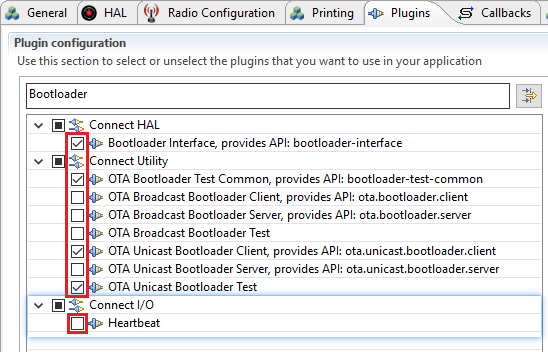 General HAL Radio Configuration Printing Plugins Callbacks
Plugin configuration
Use this section to select or unselect the plugins that you want to use in your application
Bootloader
Connect HAL
Bootloader Interface, provides API: bootloader-interface
Connect Utility
OTA Bootloader Test Common, provides API: bootloader-test-common
OTA Broadcast Bootloader Client, provides API: ota.bootloader.client
OTA Broadcast Bootloader Server, provides API: ota.bootloader.server
OTA Broadcast Bootloader Test
OTA Unicast Bootloader Client, provides API: ota.unicast.bootloader.client
OTA Unicast Bootloader Server, provides API: ota.unicast.bootloader.server
OTA Unicast Bootloader Test
Connect I/O
Heartbeat